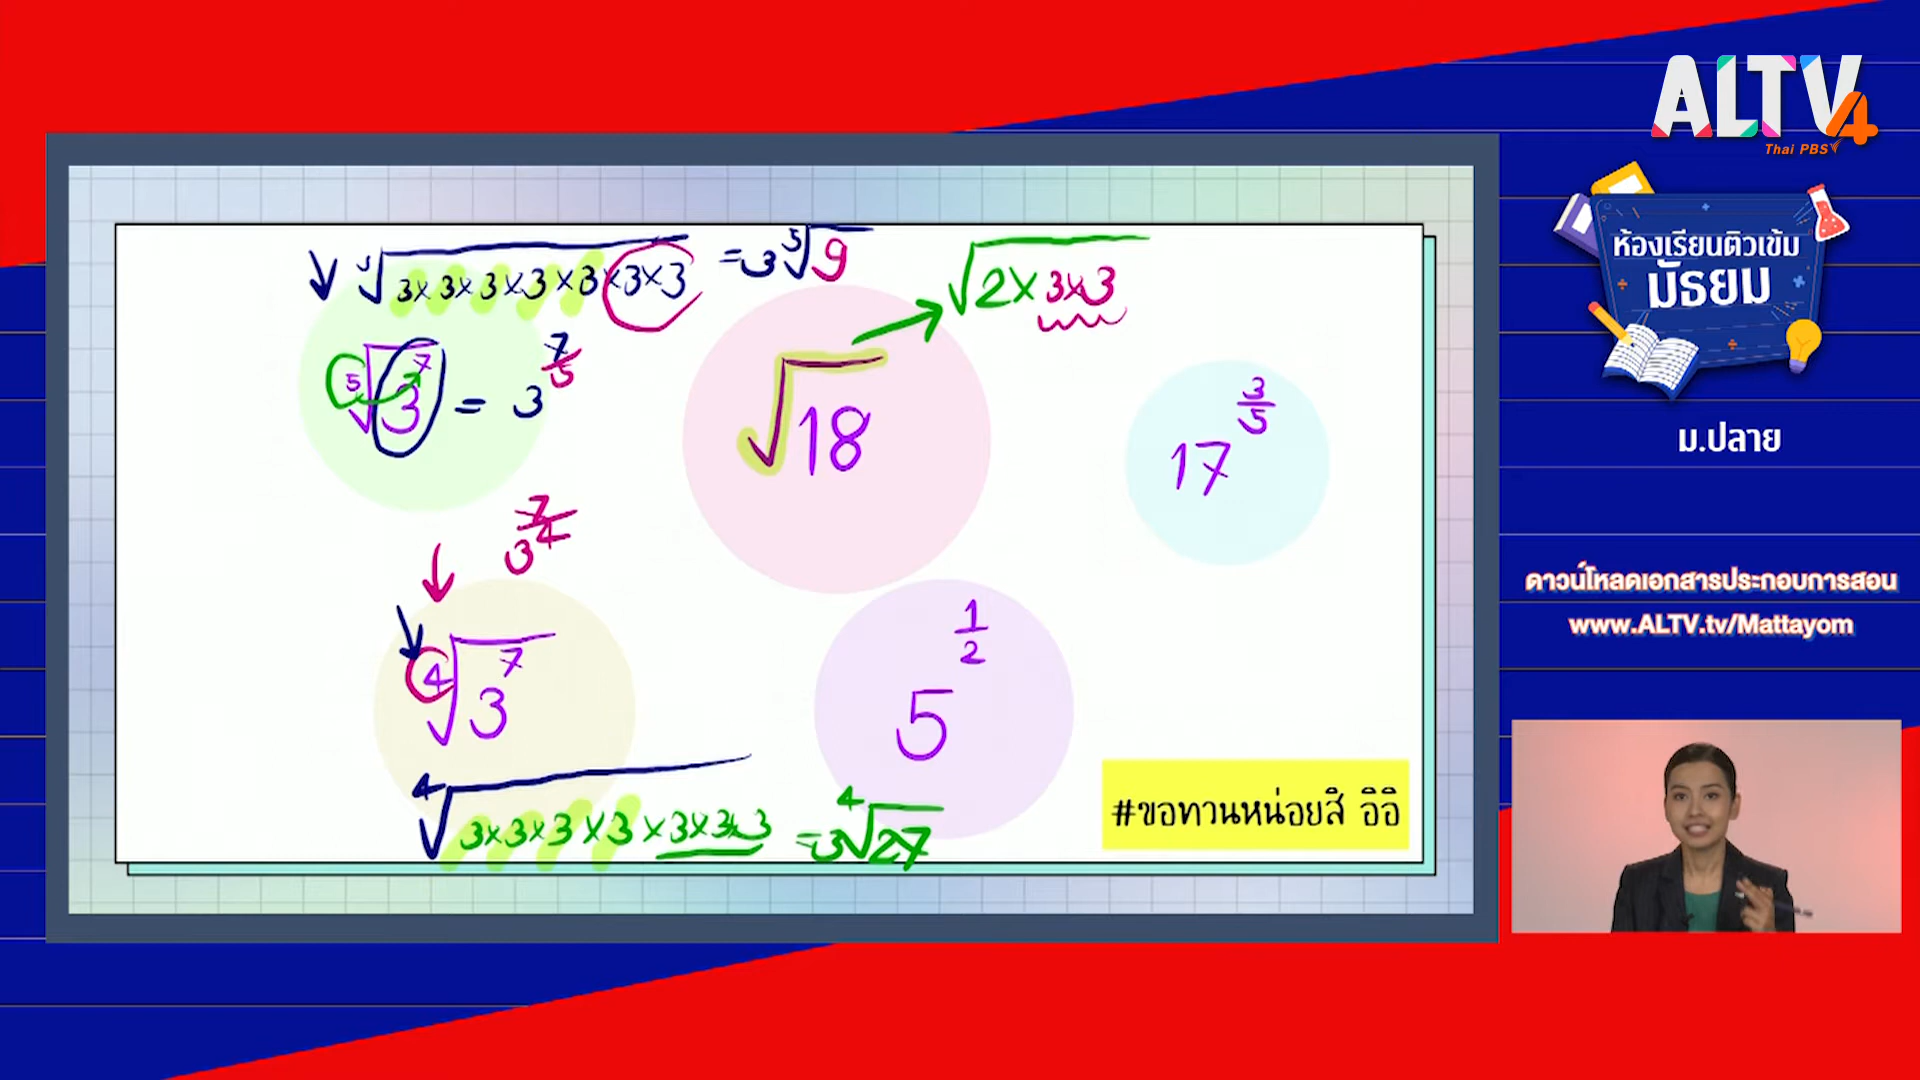 ALTV4
Thai PBS
ห้องเรียนติวเข้ม
มัธยม
ม.ปลาย
ดาวน์โหลดเอกสารประกอบการสอน
www.ALTV.tv/Mattayom
⁵√(3×3×3×3×3×3×3) = 3 ⁵√9
√(2×3×3)
⁵√(3⁷) = 3^(7/5)
√18
17^(3/5)
3^(7/4)
⁴√(3⁷)
5^(1/2)
⁴√(3×3×3×3×3×3×3) = 3 ⁴√27
#ขอทานหน่อยสิ อิอิ